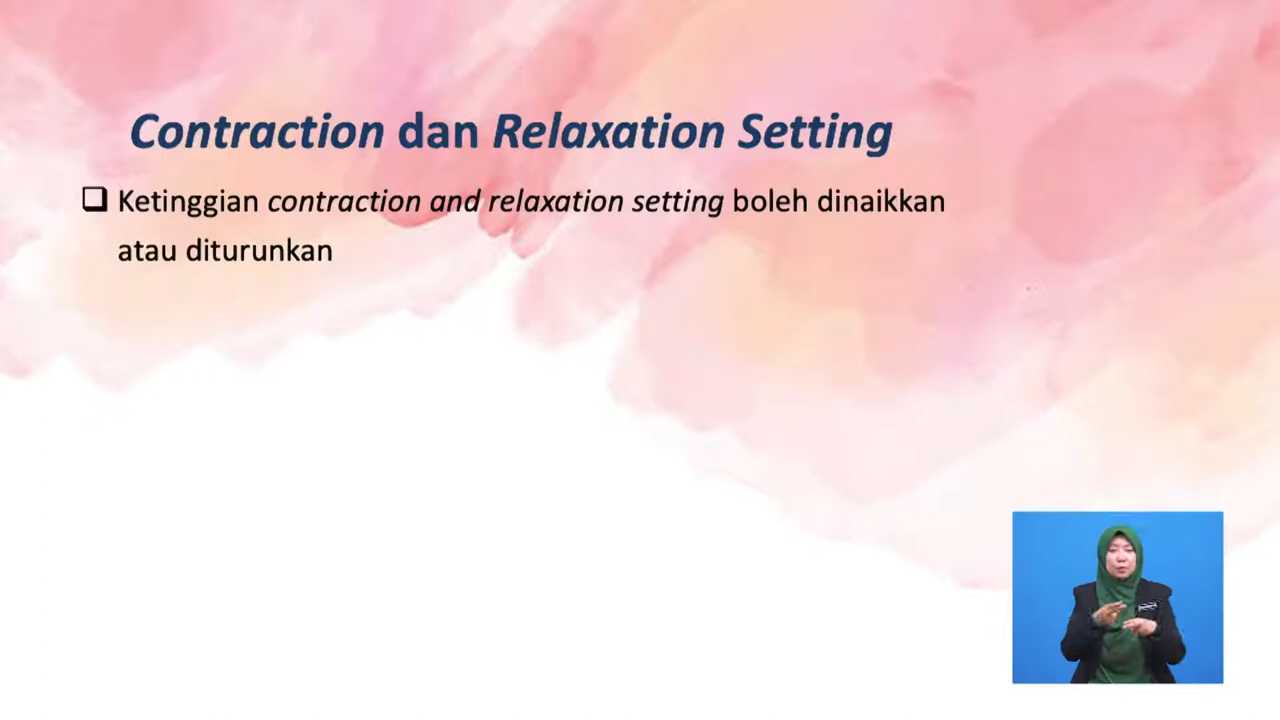 Contraction dan Relaxation Setting
Ketinggian contraction and relaxation setting boleh dinaikkan
atau diturunkan